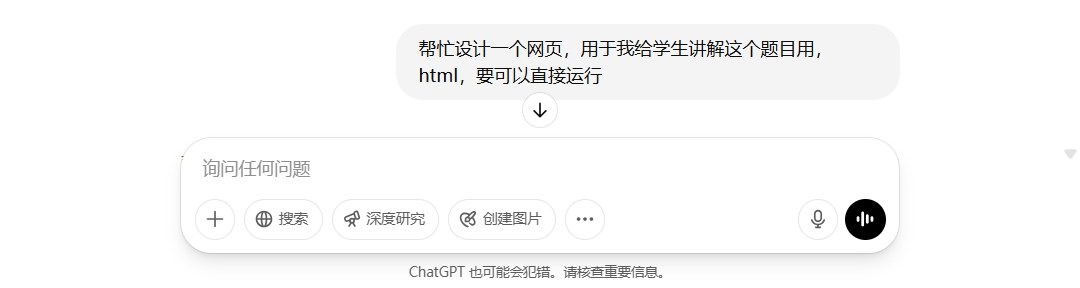 帮忙设计一个网页，用于我给学生讲解这个题目用，
html，要可以直接运行
询问任何问题
搜索 深度研究 创建图片
ChatGPT 也可能会犯错。请核查重要信息。